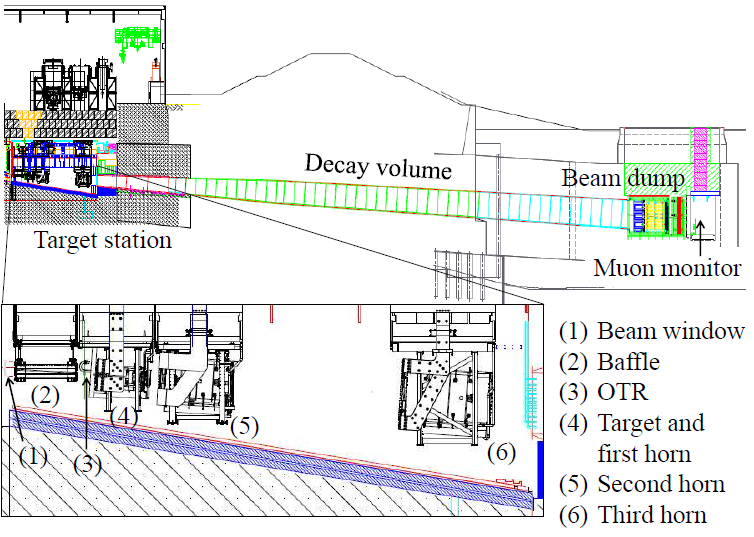 Decay volume
Beam dump
Target station
Muon monitor
(1) Beam window
(2) Baffle
(3) OTR
(4) Target and
first horn
(5) Second horn
(6) Third horn
(2)
(4)
(5)
(6)
(1)
(3)